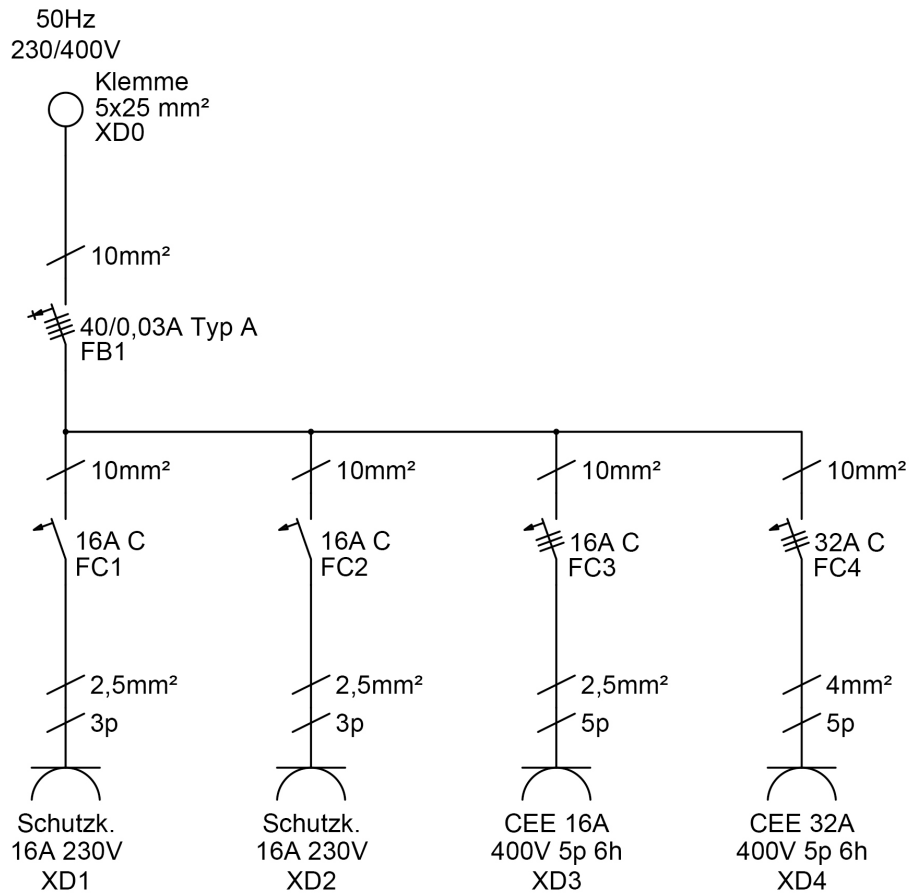 50Hz
230/400V
Klemme
5x25 mm²
XD0
10mm²
40/0,03A Typ A
FB1
10mm²
10mm²
10mm²
10mm²
16A C
FC1
16A C
FC2
16A C
FC3
32A C
FC4
2,5mm²
2,5mm²
2,5mm²
4mm²
3p
3p
5p
5p
Schutzk.
16A 230V
XD1
Schutzk.
16A 230V
XD2
CEE 16A
400V 5p 6h
XD3
CEE 32A
400V 5p 6h
XD4